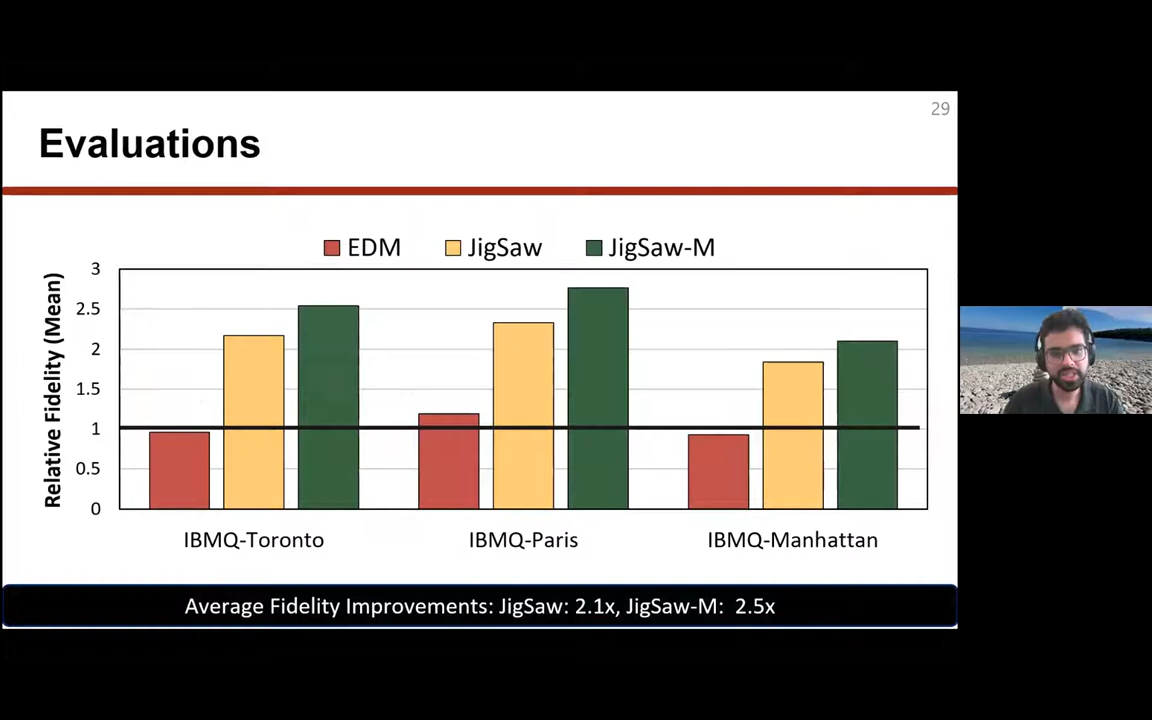 29
Evaluations
EDM JigSaw JigSaw-M
Relative Fidelity (Mean)
3
2.5
2
1.5
1
0.5
0
IBMQ-Toronto IBMQ-Paris IBMQ-Manhattan
Average Fidelity Improvements: JigSaw: 2.1x, JigSaw-M: 2.5x